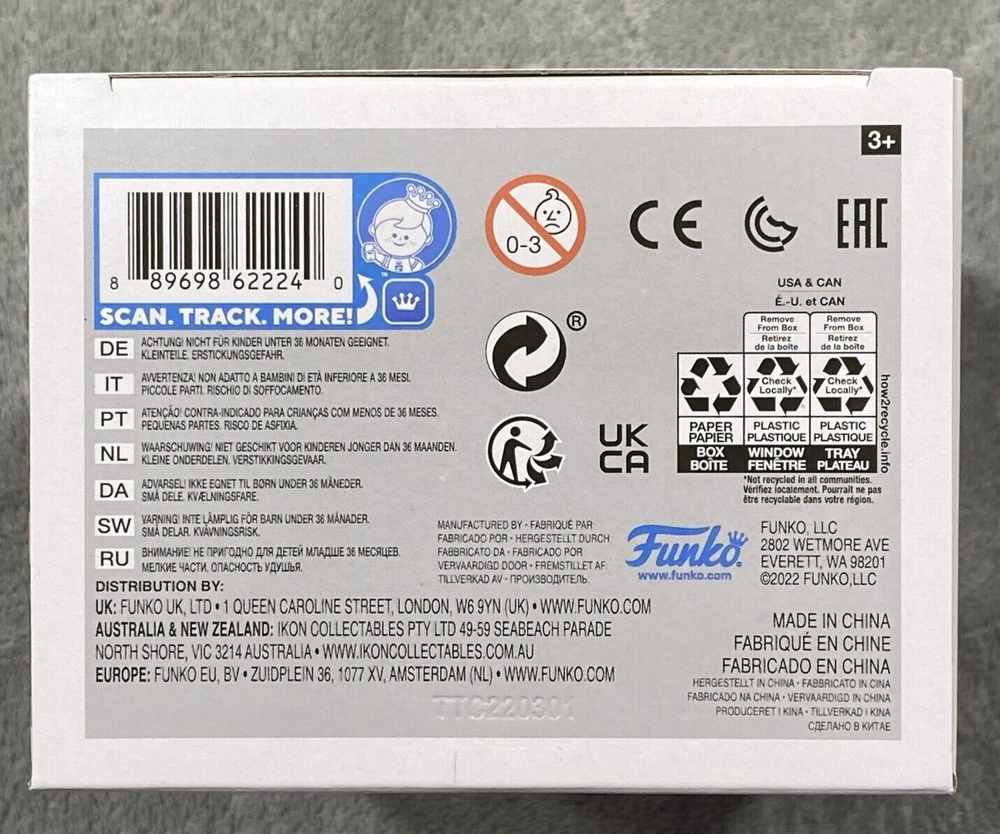 3+
8 89698 62224 0
SCAN. TRACK. MORE!
™
0-3
CE
EAC
®
UK
CA
USA & CAN
É.-U. et CAN
Remove From Box
Retirez de la boîte
Remove From Box
Retirez de la boîte
Check Locally*
Check Locally*
PAPER
PAPIER
PLASTIC
PLASTIQUE
PLASTIC
PLASTIQUE
BOX
BOÎTE
WINDOW
FENÊTRE
TRAY
PLATEAU
how2recycle.info
*Not recycled in all communities.
Vérifiez localement. Pourrait ne pas
être recyclable dans votre région.
DE ACHTUNG! NICHT FÜR KINDER UNTER 36 MONATEN GEEIGNET.
KLEINTEILE. ERSTICKUNGSGEFAHR.
IT AVVERTENZA! NON ADATTO A BAMBINI DI ETÀ INFERIORE A 36 MESI.
PICCOLE PARTI. RISCHIO DI SOFFOCAMENTO.
PT ATENÇÃO! CONTRA-INDICADO PARA CRIANÇAS COM MENOS DE 36 MESES.
PEQUENAS PARTES. RISCO DE ASFIXIA.
NL WAARSCHUWING! NIET GESCHIKT VOOR KINDEREN JONGER DAN 36 MAANDEN.
KLEINE ONDERDELEN. VERSTIKKINGSGEVAAR.
DA ADVARSEL! IKKE EGNET TIL BØRN UNDER 36 MÅNEDER.
SMÅ DELE. KVÆLNINGSFARE.
SW VARNING! INTE LÄMPLIG FÖR BARN UNDER 36 MÅNADER.
SMÅ DELAR. KVÄVNINGSRISK.
RU ВНИМАНИЕ! НЕ ПРИГОДНО ДЛЯ ДЕТЕЙ МЛАДШЕ 36 МЕСЯЦЕВ.
МЕЛКИЕ ЧАСТИ. ОПАСНОСТЬ УДУШЬЯ.
MANUFACTURED BY • FABRIQUÉ PAR
FABRICADO POR • HERGESTELLT DURCH
FABBRICATO DA • FABRICADO POR
VERVAARDIGD DOOR • FREMSTILLET AF
TILLVERKAD AV • ПРОИЗВОДИТЕЛЬ:
Funko®
www.funko.com
FUNKO, LLC
2802 WETMORE AVE
EVERETT, WA 98201
©2022 FUNKO,LLC
DISTRIBUTION BY:
UK: FUNKO UK, LTD • 1 QUEEN CAROLINE STREET, LONDON, W6 9YN (UK) • WWW.FUNKO.COM
AUSTRALIA & NEW ZEALAND: IKON COLLECTABLES PTY LTD 49-59 SEABEACH PARADE
NORTH SHORE, VIC 3214 AUSTRALIA • WWW.IKONCOLLECTABLES.COM.AU
EUROPE: FUNKO EU, BV • ZUIDPLEIN 36, 1077 XV, AMSTERDAM (NL) • WWW.FUNKO.COM
MADE IN CHINA
FABRIQUÉ EN CHINE
FABRICADO EN CHINA
HERGESTELLT IN CHINA • FABBRICATO IN CINA
FABRICADO NA CHINA • VERVAARDIGD IN CHINA
PRODUCERET I KINA • TILLVERKAD I KINA
СДЕЛАНО В КИТАЕ
TTC220301